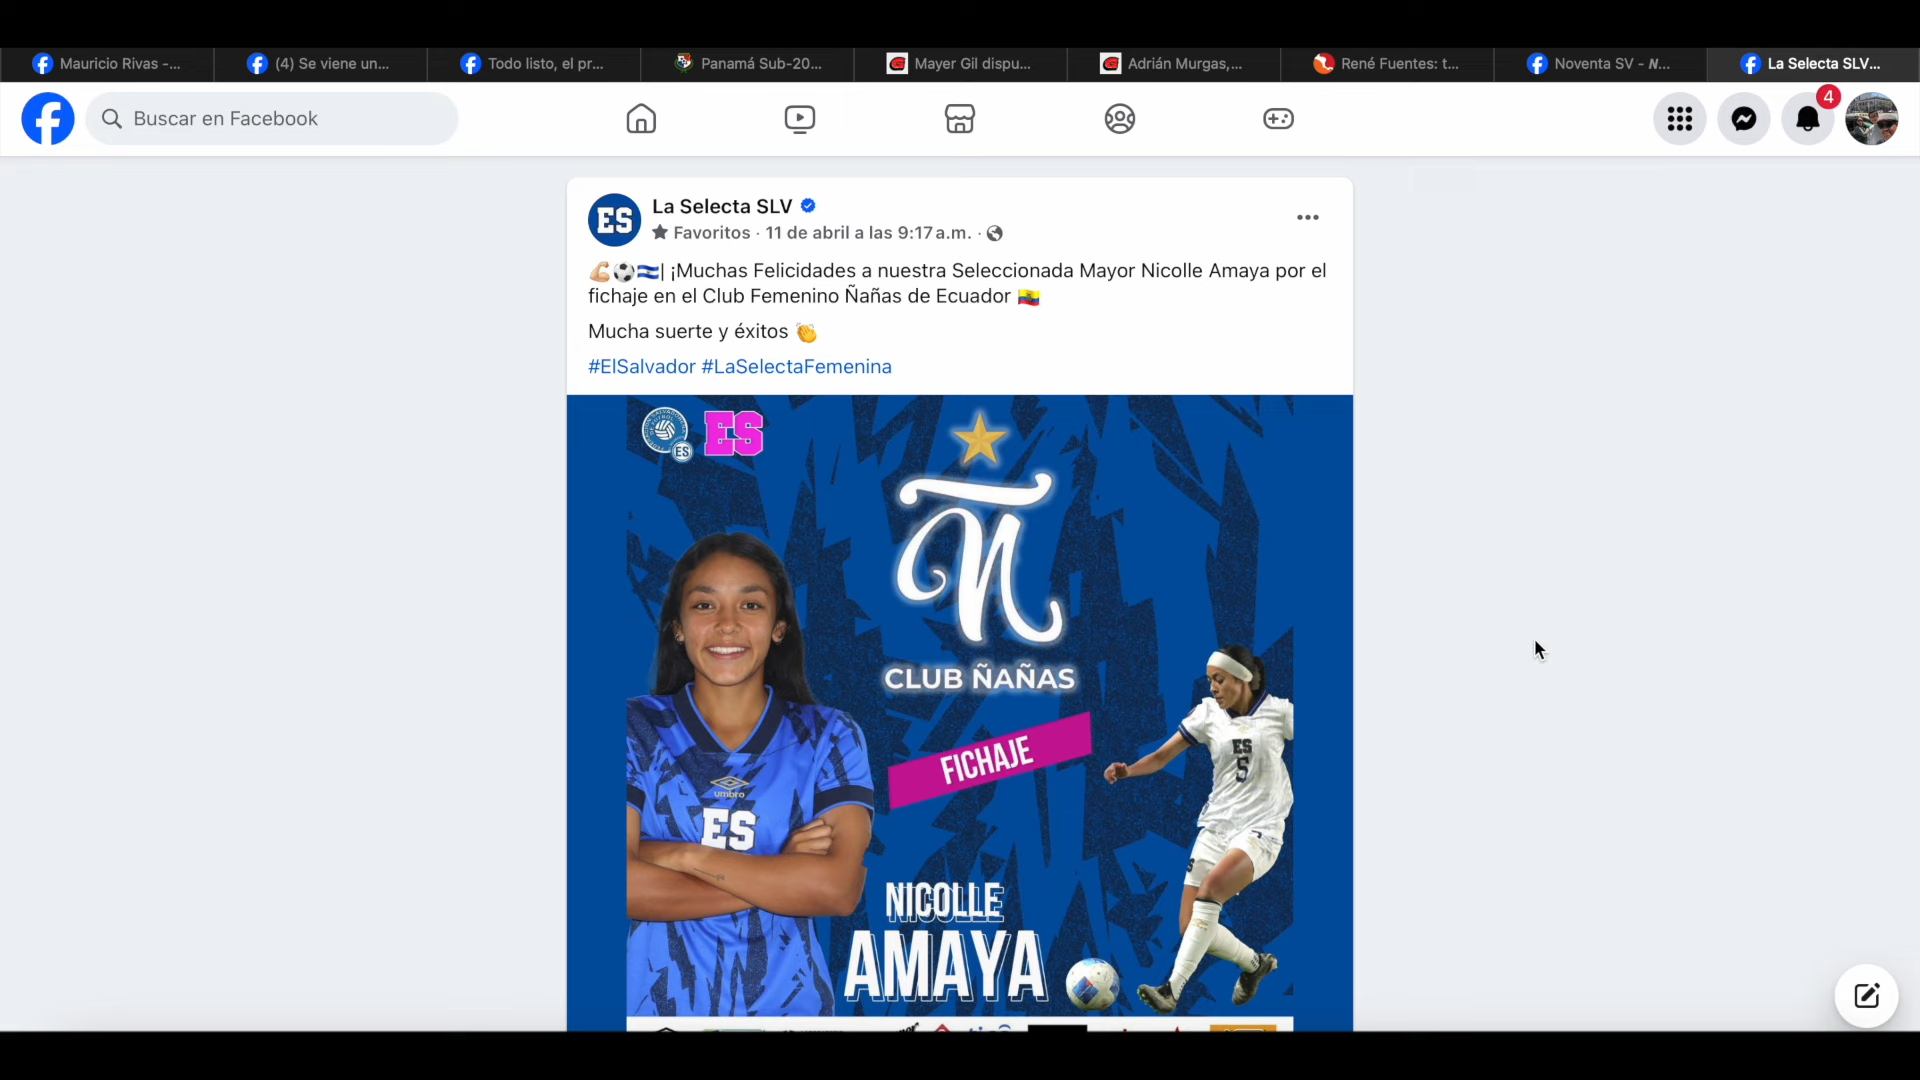 Mauricio Rivas -...
(4) Se viene un...
Todo listo, el pr...
Panamá Sub-20...
Mayer Gil dispu...
Adrián Murgas,...
René Fuentes: t...
Noventa SV - N...
La Selecta SLV...
Buscar en Facebook
4
ES
La Selecta SLV
Favoritos · 11 de abril a las 9:17 a.m. ·
| ¡Muchas Felicidades a nuestra Seleccionada Mayor Nicolle Amaya por el
fichaje en el Club Femenino Ñañas de Ecuador
Mucha suerte y éxitos
#ElSalvador #LaSelectaFemenina
ES
ES
Ñ
CLUB ÑAÑAS
FICHAJE
umbro
ES
ES
5
NICOLLE
AMAYA